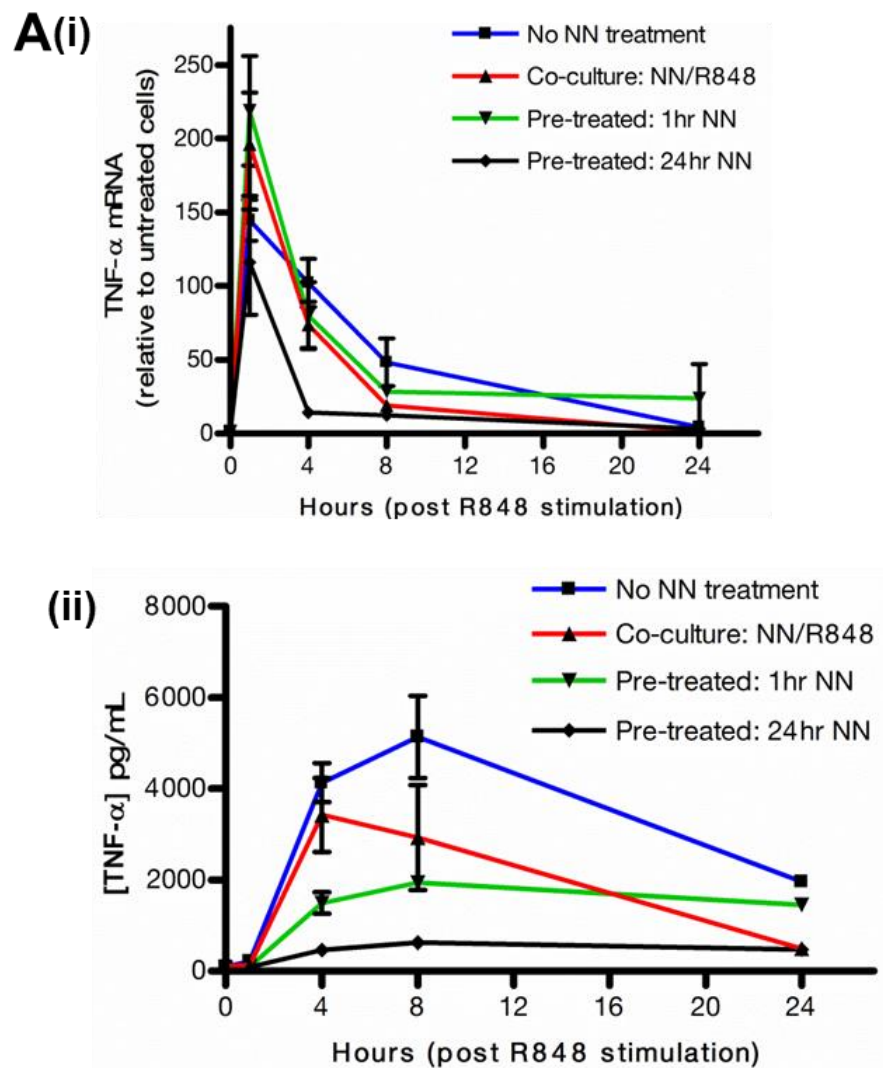 A(i)
No NN treatment
Co-culture: NN/R848
Pre-treated: 1hr NN
Pre-treated: 24hr NN
TNF-α mRNA
(relative to untreated cells)
250
200
150
100
50
0
0 4 8 12 16 20 24
Hours (post R848 stimulation)
(ii)
No NN treatment
Co-culture: NN/R848
Pre-treated: 1hr NN
Pre-treated: 24hr NN
[TNF-α] pg/mL
8000
6000
4000
2000
0
0 4 8 12 16 20 24
Hours (post R848 stimulation)